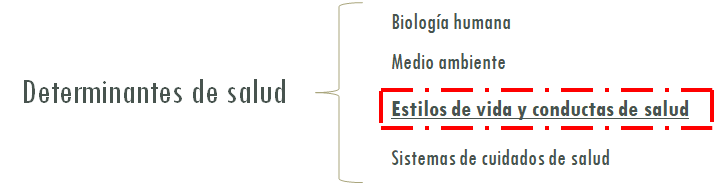 Determinantes de salud
Biología humana
Medio ambiente
Estilos de vida y conductas de salud
Sistemas de cuidados de salud